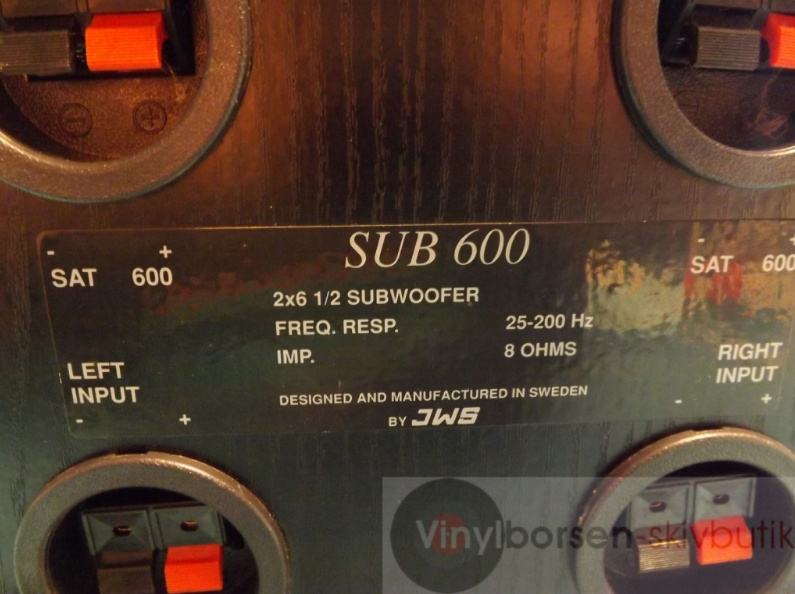 - +
SAT 600
SUB 600
2x6 1/2 SUBWOOFER
FREQ. RESP. 25-200 Hz
IMP. 8 OHMS
DESIGNED AND MANUFACTURED IN SWEDEN
BY JWS
LEFT
INPUT
- +
- +
SAT 600
RIGHT
INPUT
- +
Vinylborsen-skivbutik